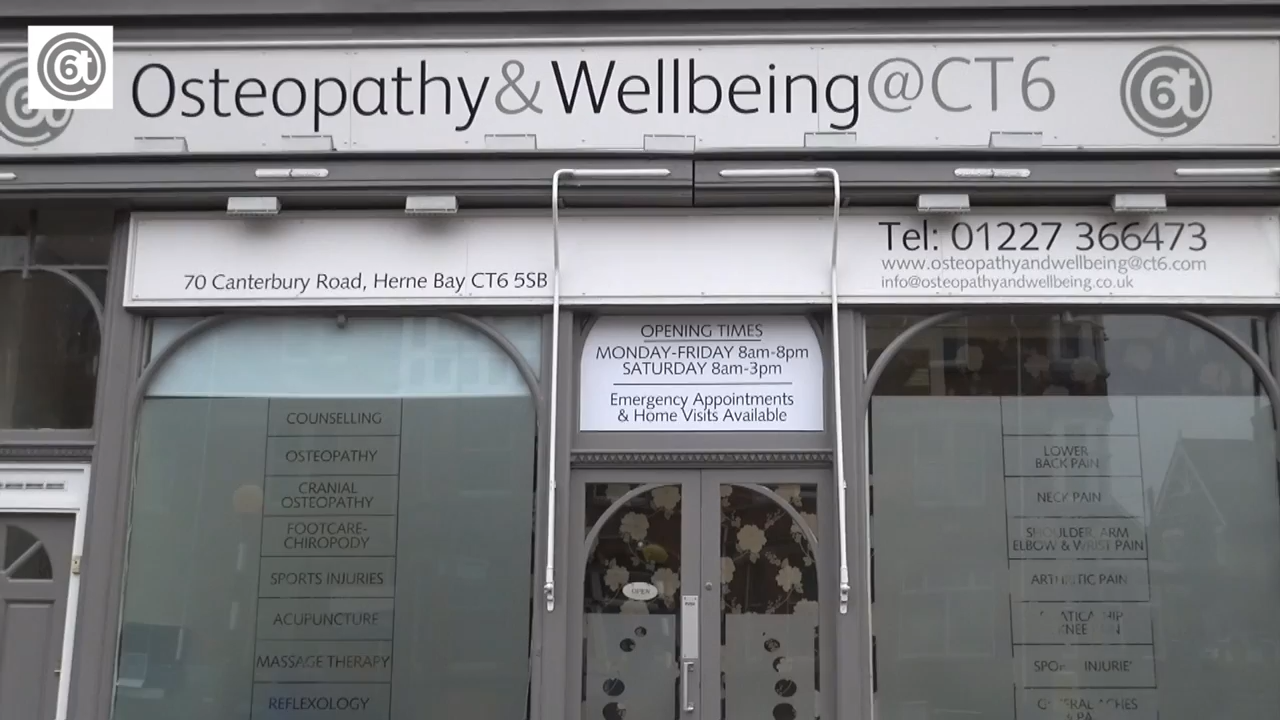 6t
Osteopathy&Wellbeing@CT6
6t
70 Canterbury Road, Herne Bay CT6 5SB
Tel: 01227 366473
www.osteopathyandwellbeing@ct6.com
info@osteopathyandwellbeing.co.uk
OPENING TIMES
MONDAY-FRIDAY 8am-8pm
SATURDAY 8am-3pm
Emergency Appointments
& Home Visits Available
COUNSELLING
OSTEOPATHY
CRANIAL
OSTEOPATHY
FOOTCARE-
CHIROPODY
SPORTS INJURIES
ACUPUNCTURE
MASSAGE THERAPY
REFLEXOLOGY
OPEN
LOWER
BACK PAIN
NECK PAIN
SHOULDER, ARM
ELBOW & WRIST PAIN
ARTHRITIC PAIN
SPORTS INJURIES